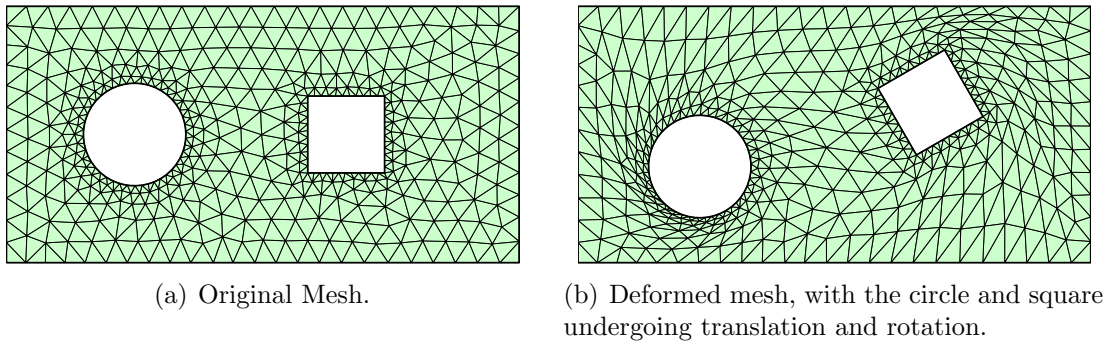 (a) Original Mesh.
(b) Deformed mesh, with the circle and square
undergoing translation and rotation.